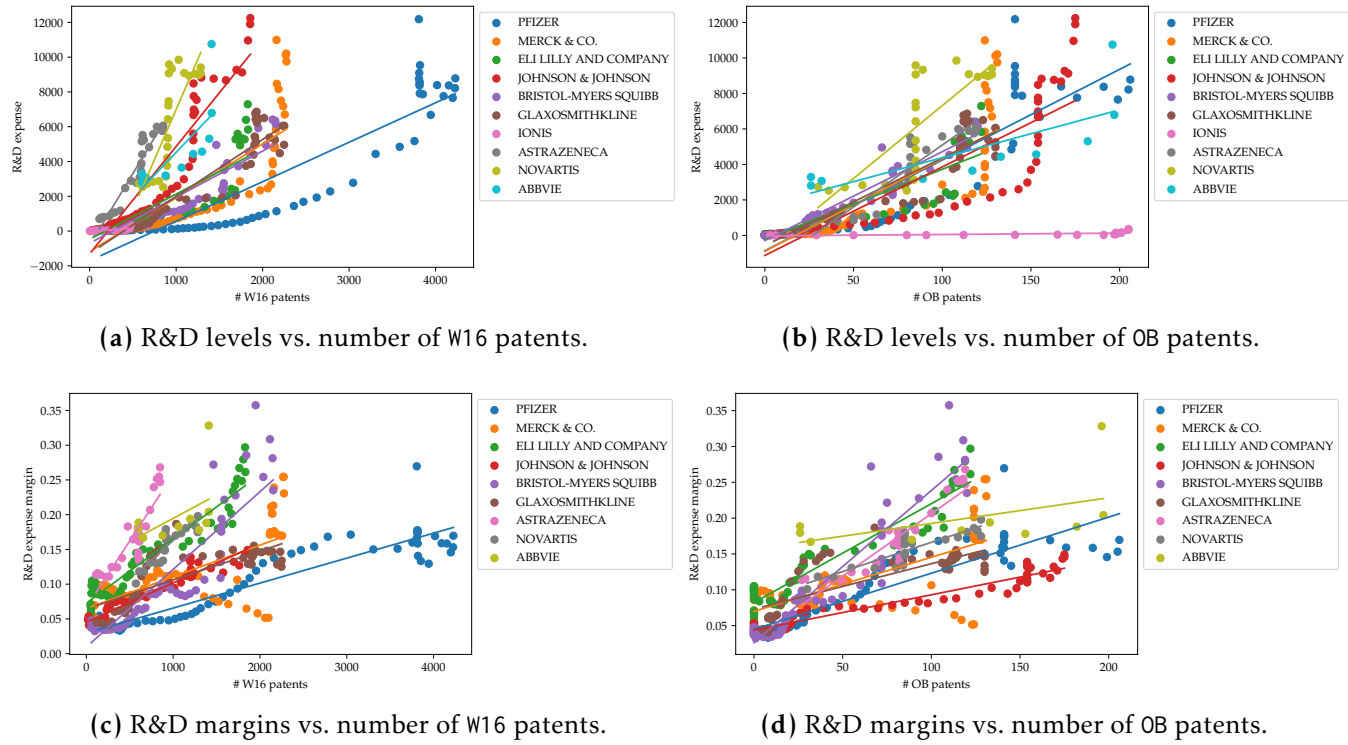 12000
10000
8000
6000
4000
2000
0
−2000
R&D expense
0
1000
2000
3000
4000
# W16 patents
PFIZER
MERCK & CO.
ELI LILLY AND COMPANY
JOHNSON & JOHNSON
BRISTOL-MYERS SQUIBB
GLAXOSMITHKLINE
IONIS
ASTRAZENECA
NOVARTIS
ABBVIE
(a) R&D levels vs. number of W16 patents.
12000
10000
8000
6000
4000
2000
0
R&D expense
0
50
100
150
200
# OB patents
PFIZER
MERCK & CO.
ELI LILLY AND COMPANY
JOHNSON & JOHNSON
BRISTOL-MYERS SQUIBB
GLAXOSMITHKLINE
IONIS
ASTRAZENECA
NOVARTIS
ABBVIE
(b) R&D levels vs. number of OB patents.
0.35
0.30
0.25
0.20
0.15
0.10
0.05
0.00
R&D expense margin
0
1000
2000
3000
4000
# W16 patents
PFIZER
MERCK & CO.
ELI LILLY AND COMPANY
JOHNSON & JOHNSON
BRISTOL-MYERS SQUIBB
GLAXOSMITHKLINE
ASTRAZENECA
NOVARTIS
ABBVIE
(c) R&D margins vs. number of W16 patents.
0.35
0.30
0.25
0.20
0.15
0.10
0.05
R&D expense margin
0
50
100
150
200
# OB patents
PFIZER
MERCK & CO.
ELI LILLY AND COMPANY
JOHNSON & JOHNSON
BRISTOL-MYERS SQUIBB
GLAXOSMITHKLINE
ASTRAZENECA
NOVARTIS
ABBVIE
(d) R&D margins vs. number of OB patents.